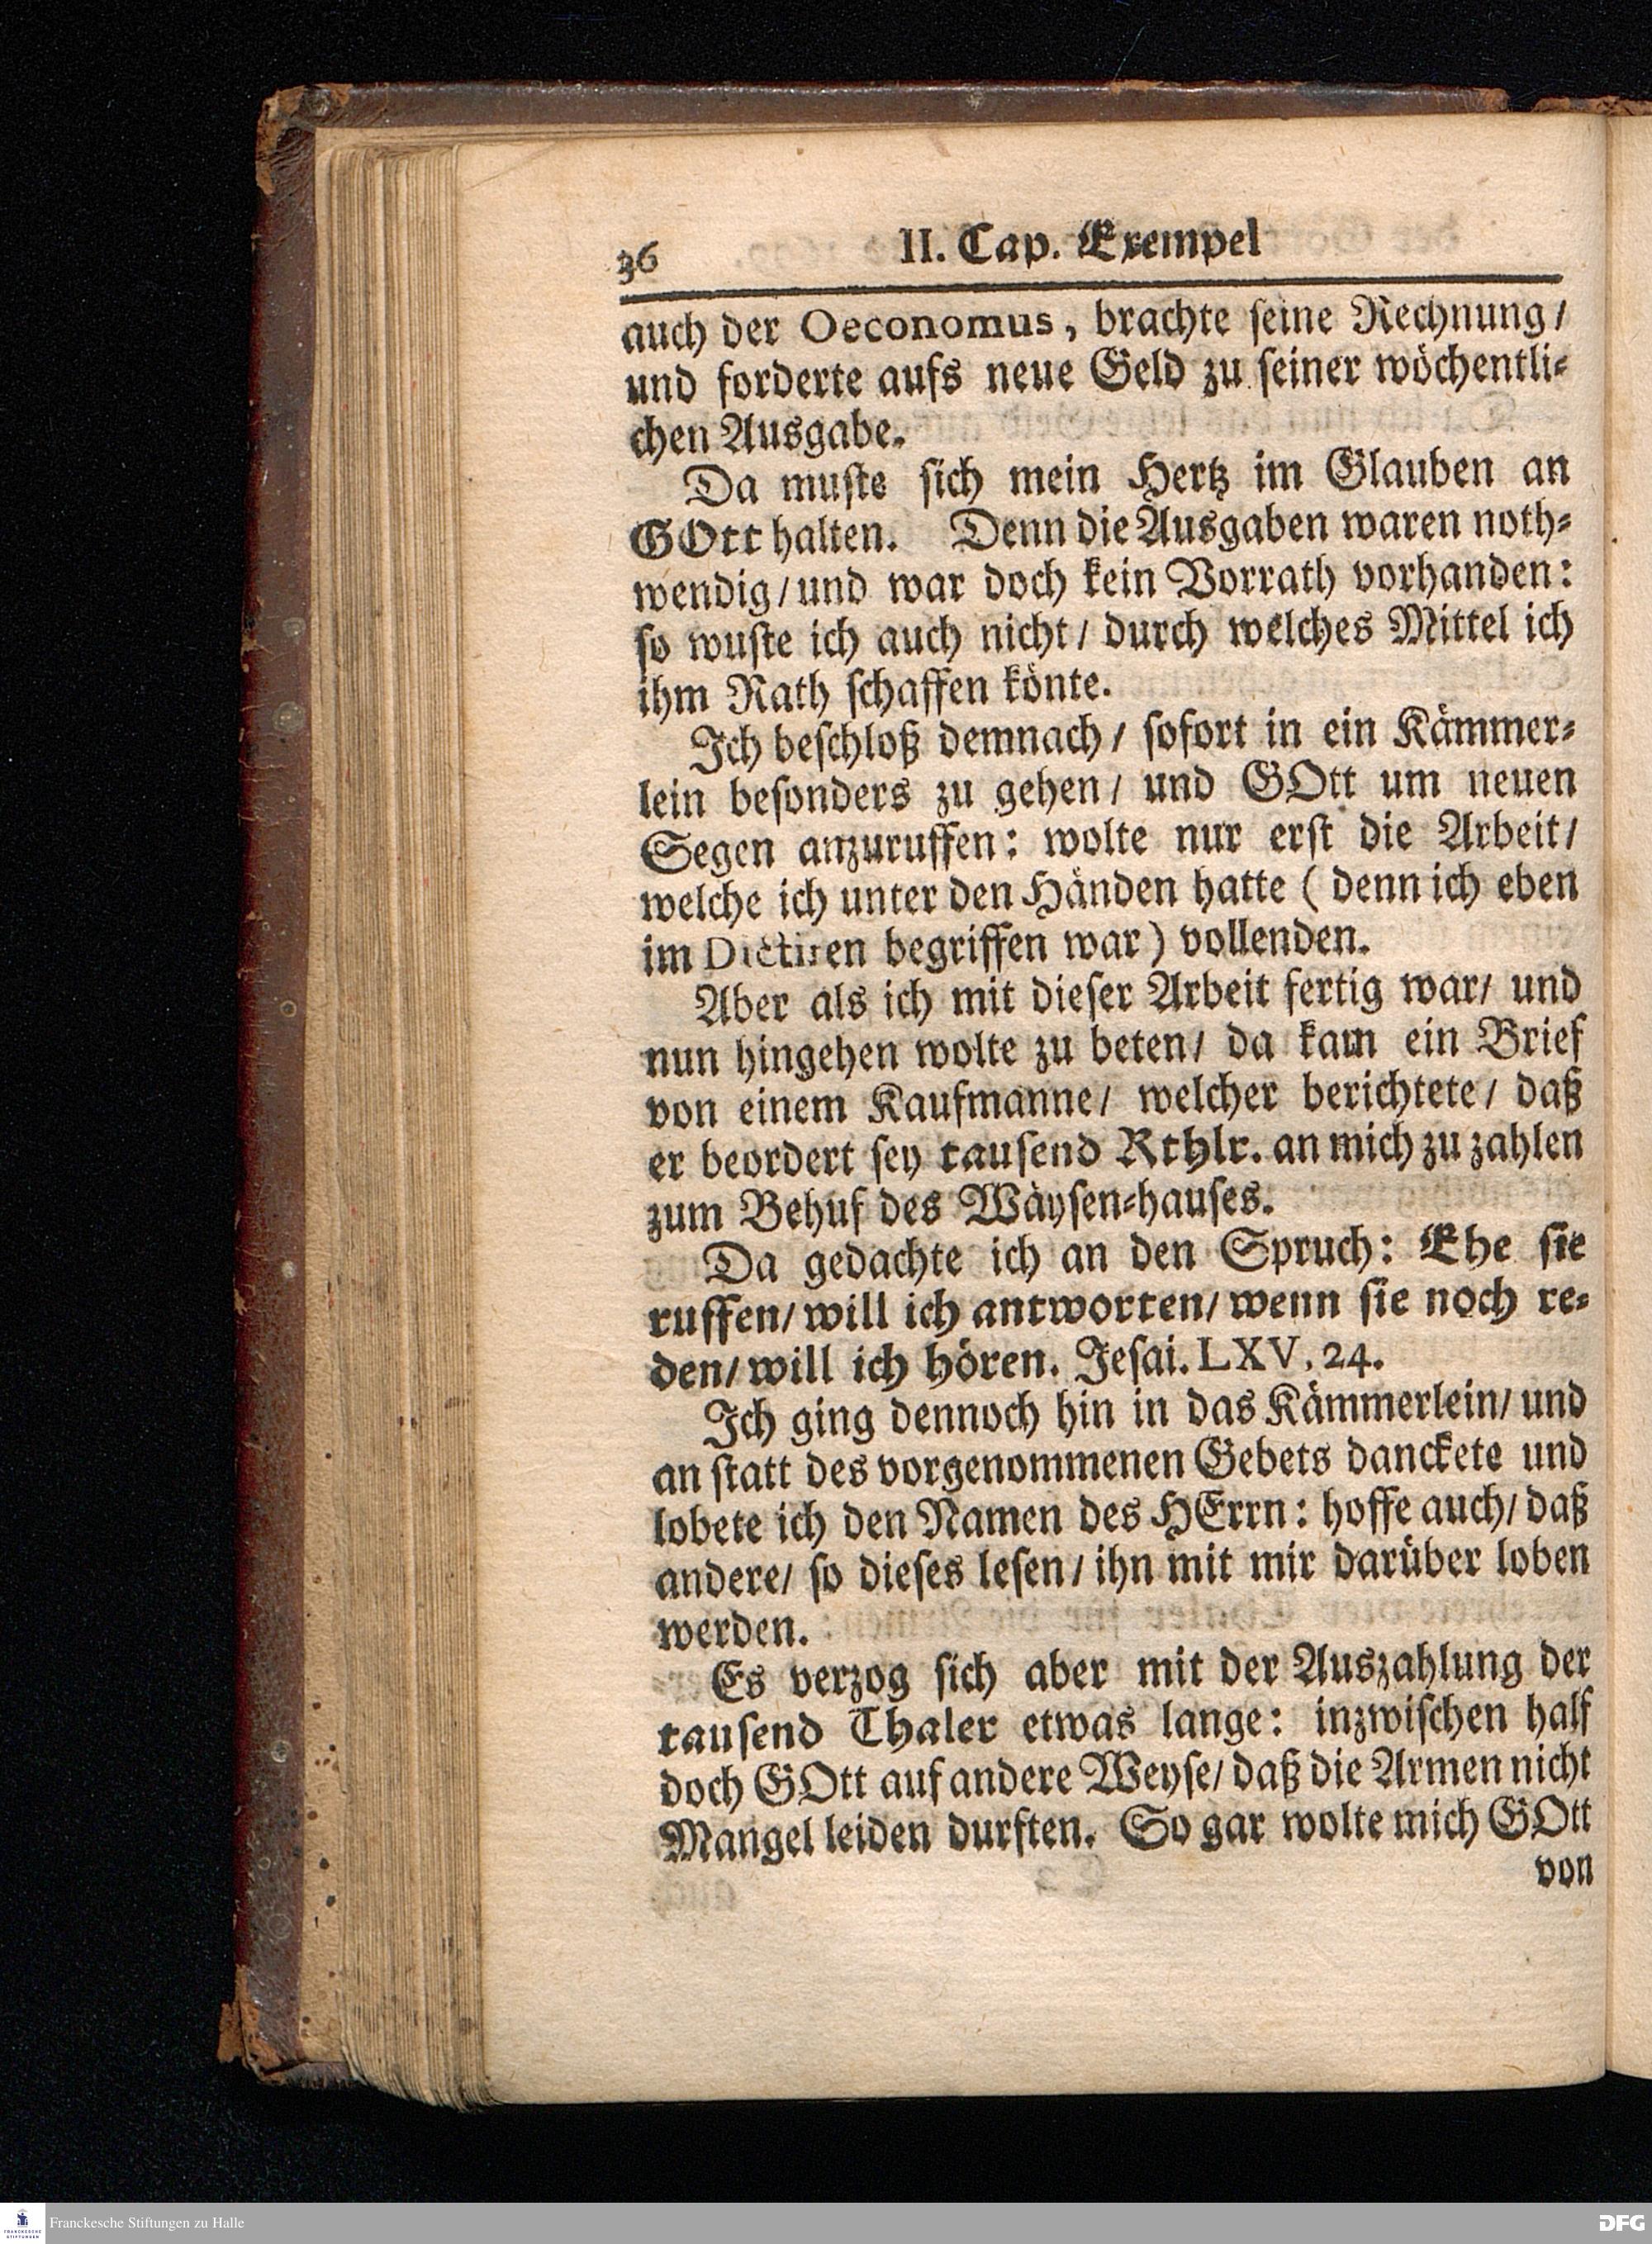 36 II. Cap. Exempel
auch der Oeconomus, brachte seine Rechnung/
und forderte aufs neue Geld zu seiner wöchentli-
chen Ausgabe.
Da muste sich mein Hertz im Glauben an
GOtt halten. Denn die Ausgaben waren noth-
wendig/und war doch kein Vorrath vorhanden:
so wuste ich auch nicht/ durch welches Mittel ich
ihm Rath schaffen könte.
Ich beschloß demnach/ sofort in ein Kämmer-
lein besonders zu gehen/ und GOtt um neuen
Segen anzuruffen: wolte nur erst die Arbeit/
welche ich unter den Händen hatte (denn ich eben
im Dictiren begriffen war) vollenden.
Aber als ich mit dieser Arbeit fertig war/ und
nun hingehen wolte zu beten/ da kam ein Brief
von einem Kaufmanne/ welcher berichtete/ daß
er beordert sey tausend Rthlr. an mich zu zahlen
zum Behuf des Wäysen-hauses.
Da gedachte ich an den Spruch: Ehe sie
ruffen/will ich antworten/wenn sie noch re-
den/will ich hören. Jesai. LXV, 24.
Ich ging dennoch hin in das Kämmerlein/ und
an statt des vorgenommenen Gebets danckete und
lobete ich den Namen des HErrn: hoffe auch/ daß
andere/ so dieses lesen/ ihn mit mir darüber loben
werden.
Es verzog sich aber mit der Auszahlung der
tausend Thaler etwas lange: inzwischen half
doch GOtt auf andere Weyse/ daß die Armen nicht
Mangel leiden durften. So gar wolte mich GOtt
von
FRANCKESCHE
STIFTUNGEN
Franckesche Stiftungen zu Halle
DFG